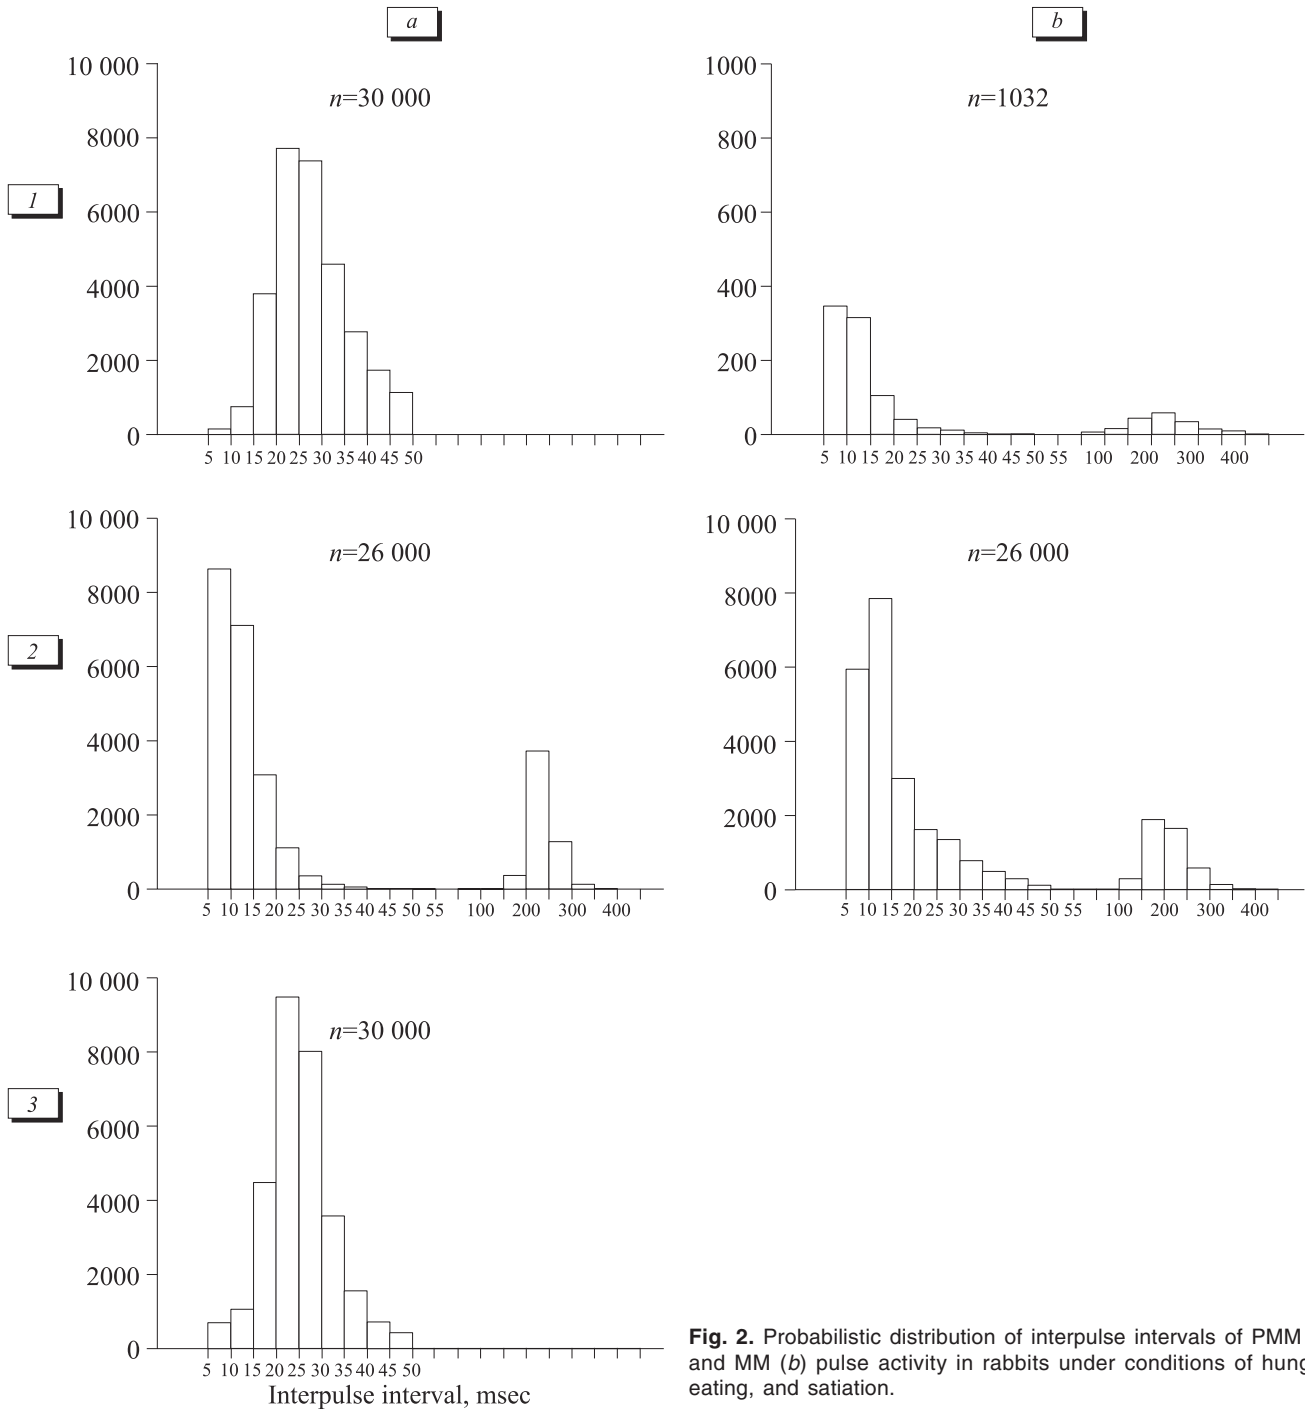 a
b
1
10 000
8000
6000
4000
2000
0
n=30 000
5 10 15 20 25 30 35 40 45 50
1000
800
600
400
200
0
n=1032
5 10 15 20 25 30 35 40 45 50 55 100 200 300 400
2
10 000
8000
6000
4000
2000
0
n=26 000
5 10 15 20 25 30 35 40 45 50 55 100 200 300 400
10 000
8000
6000
4000
2000
0
n=26 000
5 10 15 20 25 30 35 40 45 50 55 100 200 300 400
3
10 000
8000
6000
4000
2000
0
n=30 000
5 10 15 20 25 30 35 40 45 50
Interpulse interval, msec
Fig. 2. Probabilistic distribution of interpulse intervals of PMM
and MM (b) pulse activity in rabbits under conditions of
eating, and satiation.